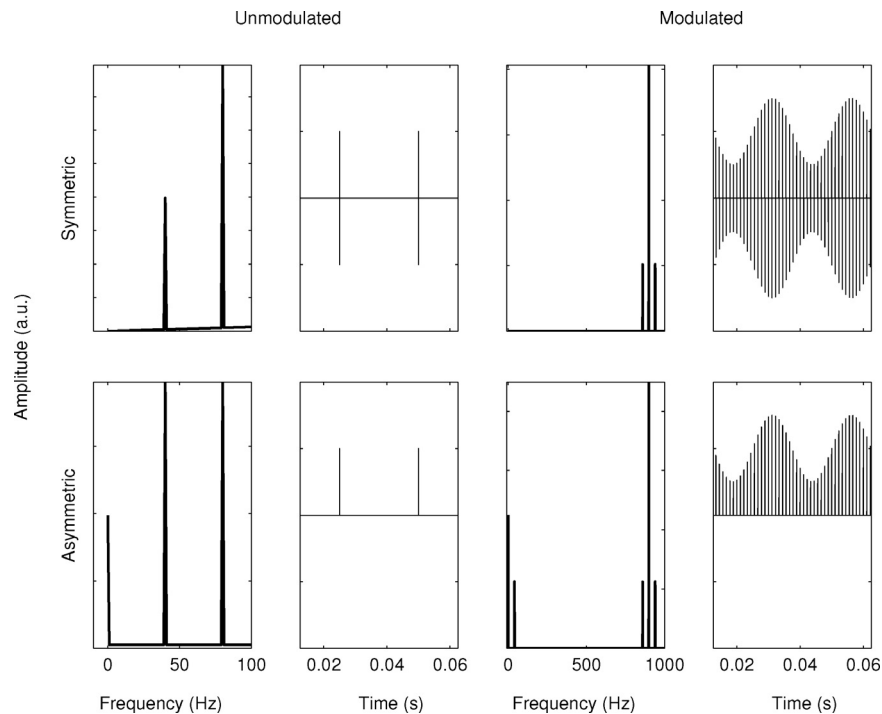 Unmodulated
Modulated
Amplitude (a.u.)
Symmetric
Asymmetric
0 50 100
0.02 0.04 0.06
0 500 1000
0.02 0.04 0.06
Frequency (Hz)
Time (s)
Frequency (Hz)
Time (s)